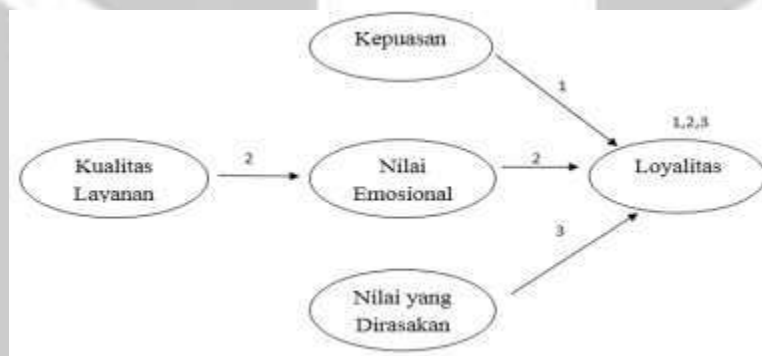 Kepuasan
1
1,2,3
Kualitas
Layanan
2
Nilai
Emosional
2
Loyalitas
3
Nilai yang
Dirasakan